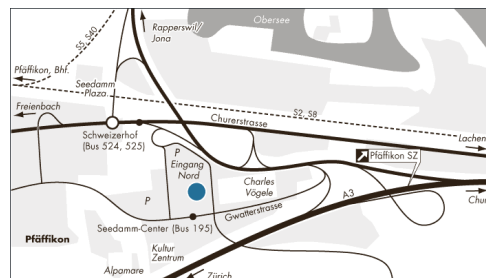 Obersee
Rapperswil/
Jona
S5, S40
Pfäffikon, Bhf.
Seedamm
Plaza
Freienbach
S2, S8
Churerstrasse
Schweizerhof
(Bus 524, 525)
Lachen
P
Eingang
Nord
Pfäffikon SZ
Charles
Vögele
P
A3
Chur
Gwatterstrasse
Seedamm-Center (Bus 195)
Pfäffikon
Kultur
Zentrum
Alpamare
Zürich